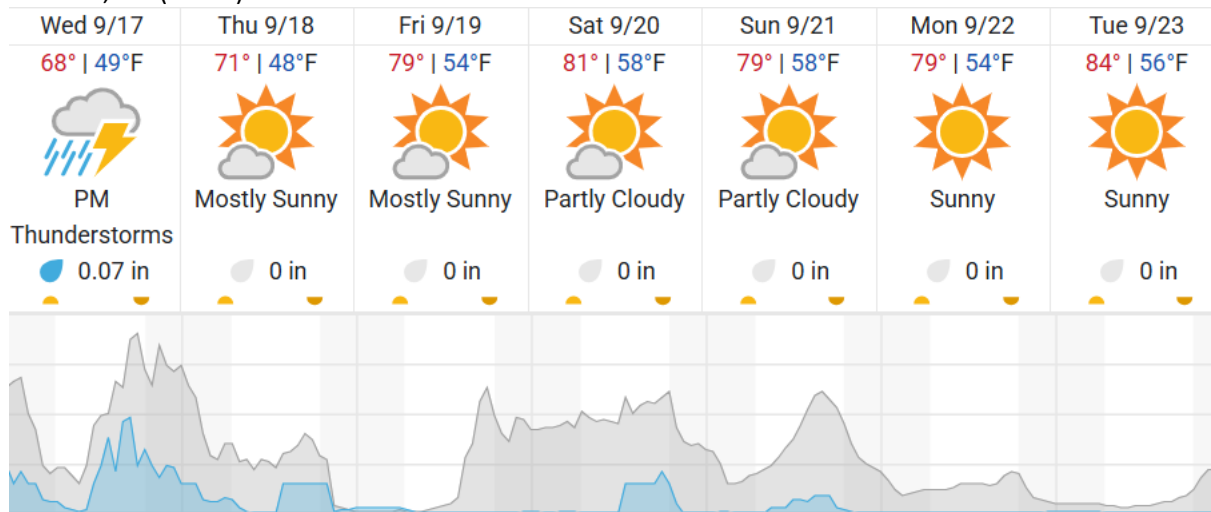 Wed 9/17 Thu 9/18 Fri 9/19 Sat 9/20 Sun 9/21 Mon 9/22 Tue 9/23
68° | 49°F 71° | 48°F 79° | 54°F 81° | 58°F 79° | 58°F 79° | 54°F 84° | 56°F
PM Mostly Sunny Mostly Sunny Partly Cloudy Partly Cloudy Sunny Sunny
Thunderstorms
0.07 in 0 in 0 in 0 in 0 in 0 in 0 in